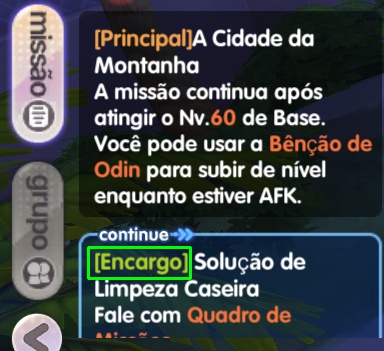 missão
grupo
[Principal]A Cidade da
Montanha
A missão continua após
atingir o Nv.60 de Base.
Você pode usar a Bênção de
Odin para subir de nível
enquanto estiver AFK.
continue
[Encargo] Solução de
Limpeza Caseira
Fale com Quadro de
Missões